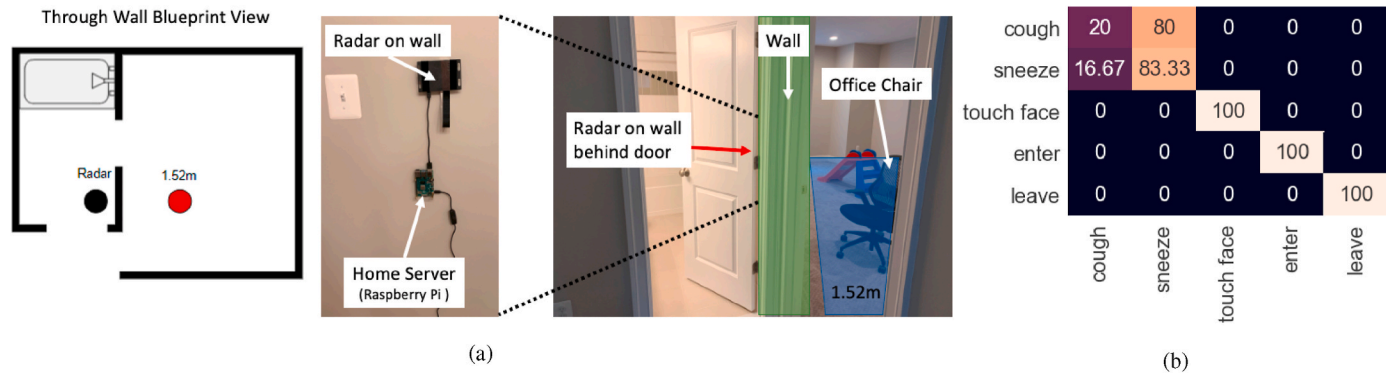 Through Wall Blueprint View
Radar
1.52m
Radar on wall
Home Server
(Raspberry Pi )
Wall
Office Chair
Radar on wall
behind door
1.52m
(a)
cough 20 80 0 0 0
sneeze 16.67 83.33 0 0 0
touch face 0 0 100 0 0
enter 0 0 0 100 0
leave 0 0 0 0 100
cough
sneeze
touch face
enter
leave
(b)